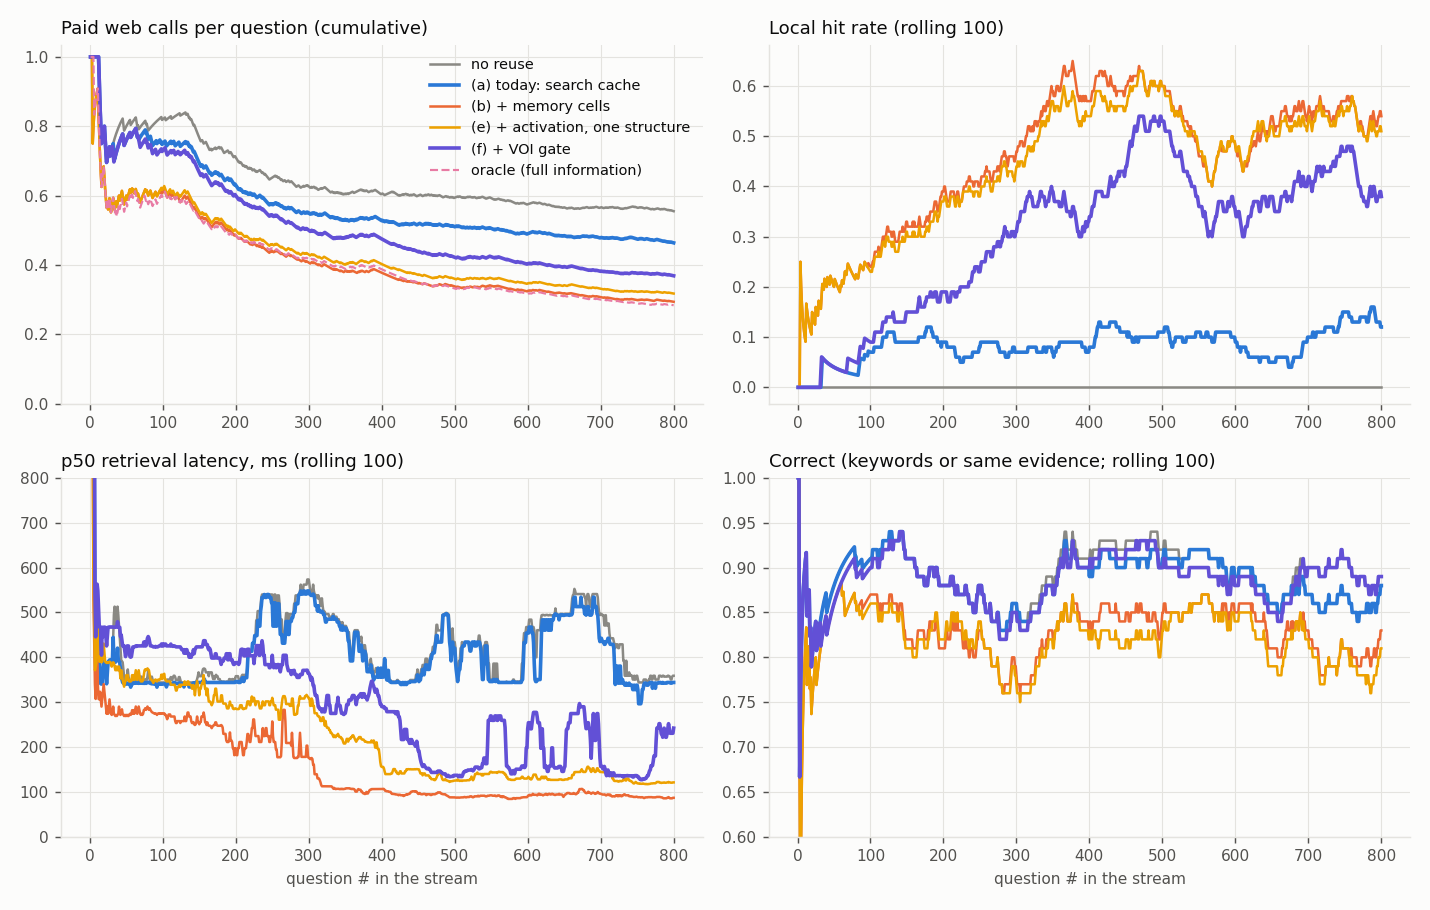 Paid web calls per question (cumulative)
1.0
0.8
0.6
0.4
0.2
0.0
no reuse
(a) today: search cache
(b) + memory cells
(e) + activation, one structure
(f) + VOI gate
oracle (full information)
0 100 200 300 400 500 600 700 800
Local hit rate (rolling 100)
0.6
0.5
0.4
0.3
0.2
0.1
0.0
0 100 200 300 400 500 600 700 800
p50 retrieval latency, ms (rolling 100)
800
700
600
500
400
300
200
100
0
0 100 200 300 400 500 600 700 800
question # in the stream
Correct (keywords or same evidence; rolling 100)
1.00
0.95
0.90
0.85
0.80
0.75
0.70
0.65
0.60
0 100 200 300 400 500 600 700 800
question # in the stream